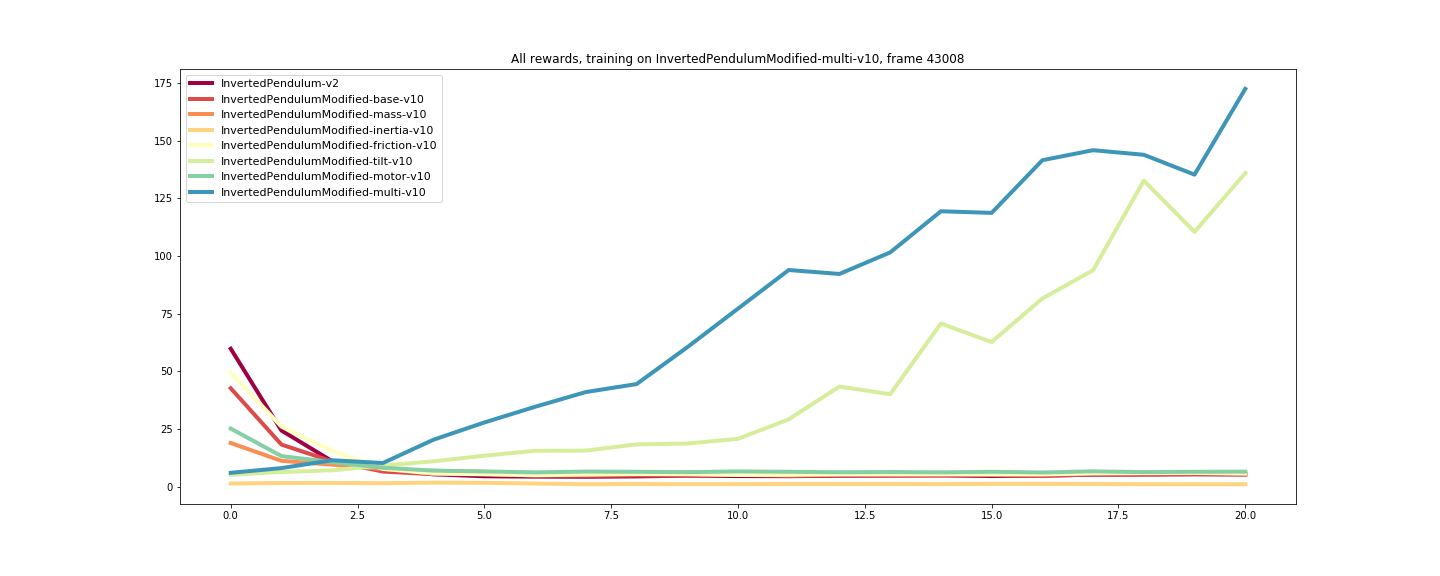 All rewards, training on InvertedPendulumModified-multi-v10, frame 43008
175
150
125
100
75
50
25
0
InvertedPendulum-v2
InvertedPendulumModified-base-v10
InvertedPendulumModified-mass-v10
InvertedPendulumModified-inertia-v10
InvertedPendulumModified-friction-v10
InvertedPendulumModified-tilt-v10
InvertedPendulumModified-motor-v10
InvertedPendulumModified-multi-v10
0.0 2.5 5.0 7.5 10.0 12.5 15.0 17.5 20.0